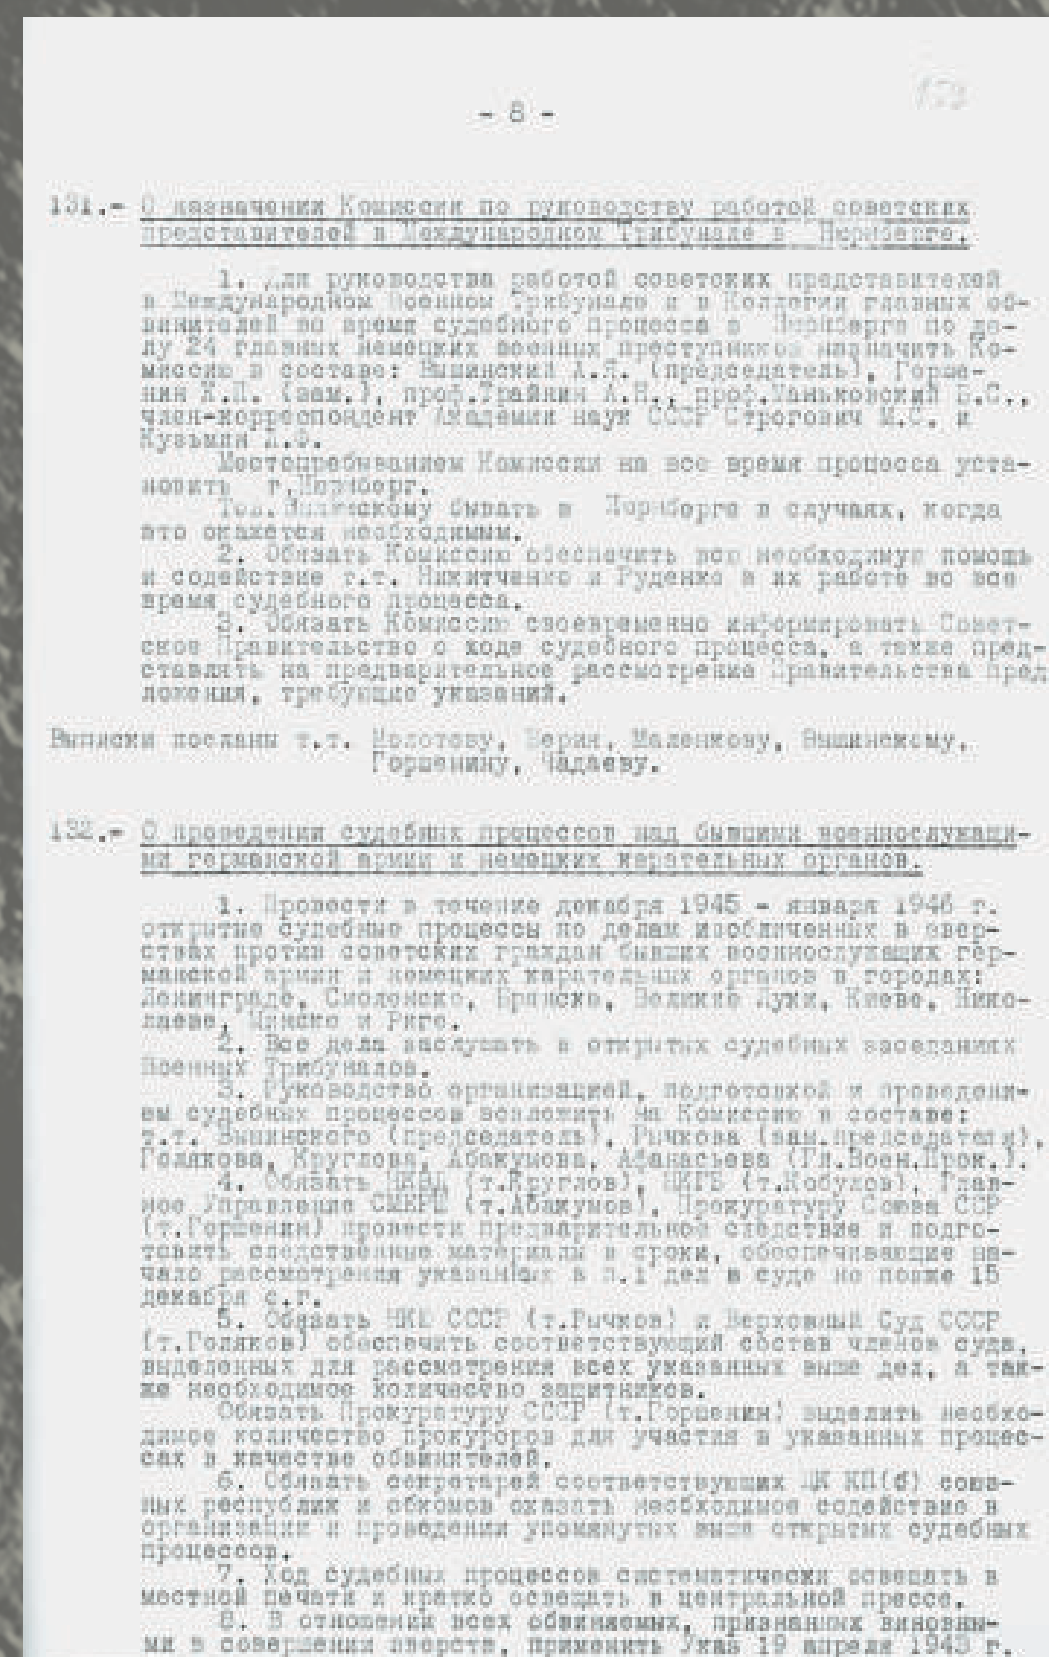 - 8 -
131.- О назначении Комиссии по руководству работой советских
представителей в Международном Трибунале в Нюрнберге.
1. Для руководства работой советских представителей
в Международном Военном Трибунале и в Коллегии главных об-
винителей во время судебного процесса в Нюрнберге по де-
лу 24 главных немецких военных преступников назначить Ко-
миссию в составе: Вышинский А.Я. (председатель), Горше-
нин К.П. (зам.), проф.Трайнин А.Н., проф.Маньковский Б.С.,
член-корреспондент Академии наук СССР Строгович М.С. и
Кузьмин
Местопребыванием Комиссии на все время процесса уста-
новить г.Нюрнберг.
Тов.Вышинскому бывать в Нюрнберге в случаях, когда
это окажется необходимым.
2. Обязать Комиссию обеспечить всю необходимую помощь
и содействие т.т. Никитченко и Руденко в их работе во все
время судебного процесса.
3. Обязать Комиссию своевременно информировать Совет-
ское Правительство о ходе судебного процесса, а также пред-
ставлять на предварительное рассмотрение Правительства пред
ложения, требующие указаний.
Выписки посланы т.т. Молотову, Берия, Маленкову, Вышинскому,
Горшенину, Чадаеву.
132.- О проведении судебных процессов над бывшими военнослужащи-
ми германской армии и немецких карательных органов.
1. Провести в течение декабря 1945 - января 1946 г.
открытые судебные процессы по делам изобличенных в звер-
ствах против советских граждан бывших военнослужащих гер-
манской армии и немецких карательных органов в городах:
Ленинграде, Смоленске, Брянске, Великие Луки, Киеве, Нико-
лаеве, Минске и Риге.
2. Все дела заслушать в открытых судебных заседаниях
Военных Трибуналов.
3. Руководство организацией, подготовкой и проведени-
ем судебных процессов возложить на Комиссию в составе:
т.т. Вышинского (председатель), Рычкова (зам.председателя),
Голякова, Круглова, Абакумова, Афанасьева (Гл.Воен.Прок.).
4. Обязать НКВД (т.Круглов), НКГБ (т.Кобулов), Глав-
ное Управление СМЕРШ (т.Абакумов), Прокуратуру Союза ССР
(т.Горшенин) провести предварительное следствие и подго-
товить следственные материалы в сроки, обеспечивающие на-
чало рассмотрения указанных в п.1 дел в суде не позже 15
декабря с.г.
5. Обязать НКЮ СССР (т.Рычков) и Верховный Суд СССР
(т.Голяков) обеспечить соответствующий состав членов суда,
выделенных для рассмотрения всех указанных выше дел, а так-
же необходимое количество защитников.
Обязать Прокуратуру СССР (т.Горшенин) выделить необхо-
димое количество прокуроров для участия в указанных процес-
сах в качестве обвинителей.
6. Обязать секретарей соответствующих ЦК КП(б) союз-
ных республик и обкомов оказать необходимое содействие в
организации и проведении упомянутых выше открытых судебных
процессов.
7. Ход судебных процессов систематически освещать в
местной печати и кратко освещать в центральной прессе.
8. В отношении всех обвиняемых, признанных виновны-
ми в совершении зверств, применить Указ 19 апреля 1943 г.